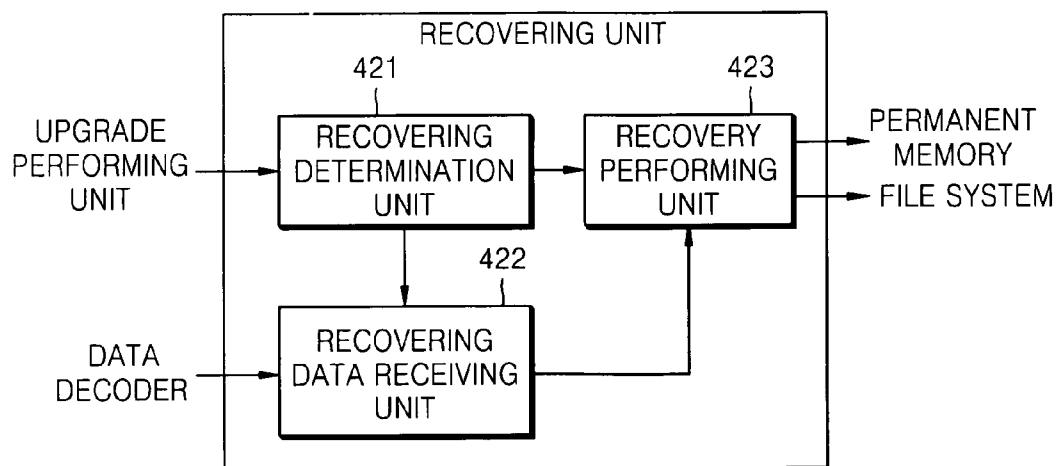 RECOVERING UNIT
421
423
UPGRADE
PERFORMING
UNIT
RECOVERING
DETERMINATION
UNIT
RECOVERY
PERFORMING
UNIT
PERMANENT
MEMORY
FILE SYSTEM
422
DATA
DECODER
RECOVERING
DATA RECEIVING
UNIT